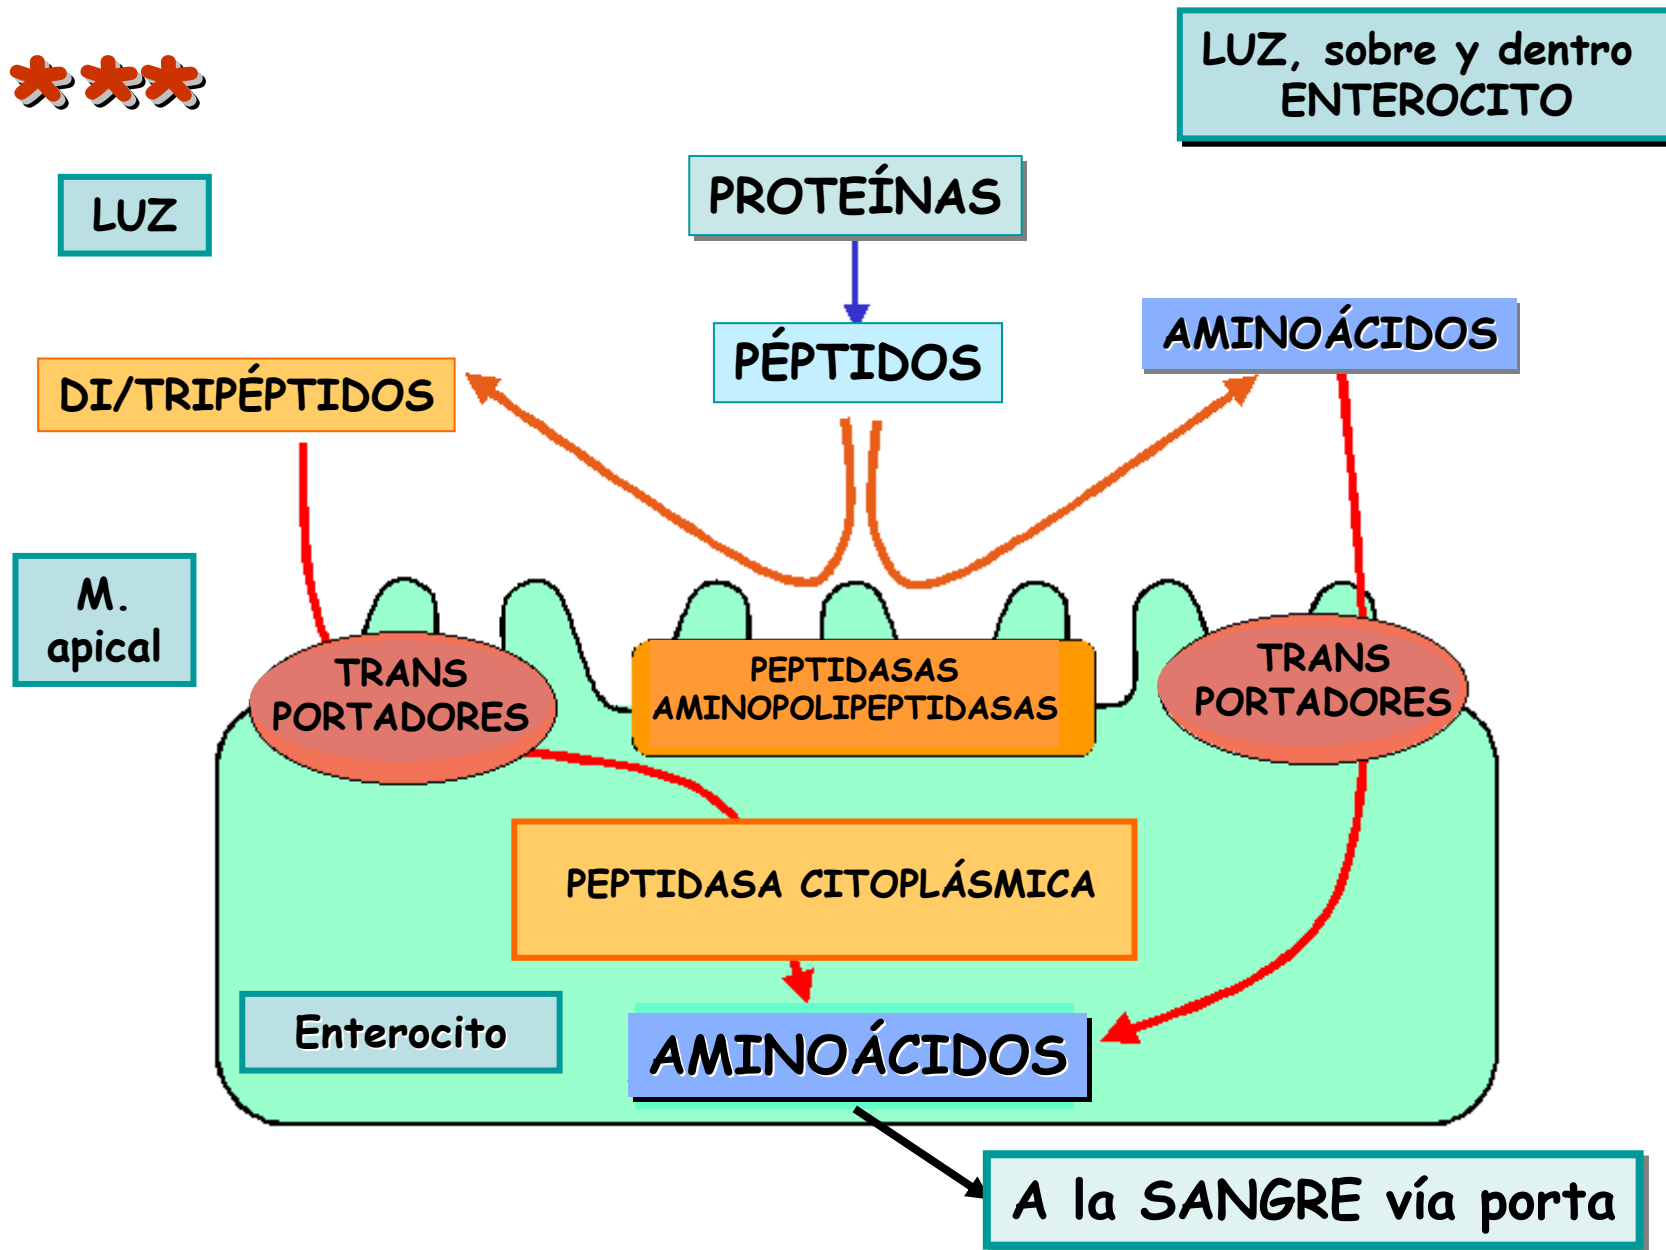 ***
LUZ, sobre y dentro
ENTEROCITO
LUZ
PROTEÍNAS
PÉPTIDOS
AMINOÁCIDOS
DI/TRIPÉPTIDOS
M.
apical
TRANS
PORTADORES
PEPTIDASAS
AMINOPOLIPEPTIDASAS
TRANS
PORTADORES
PEPTIDASA CITOPLÁSMICA
Enterocito
AMINOÁCIDOS
A la SANGRE vía porta